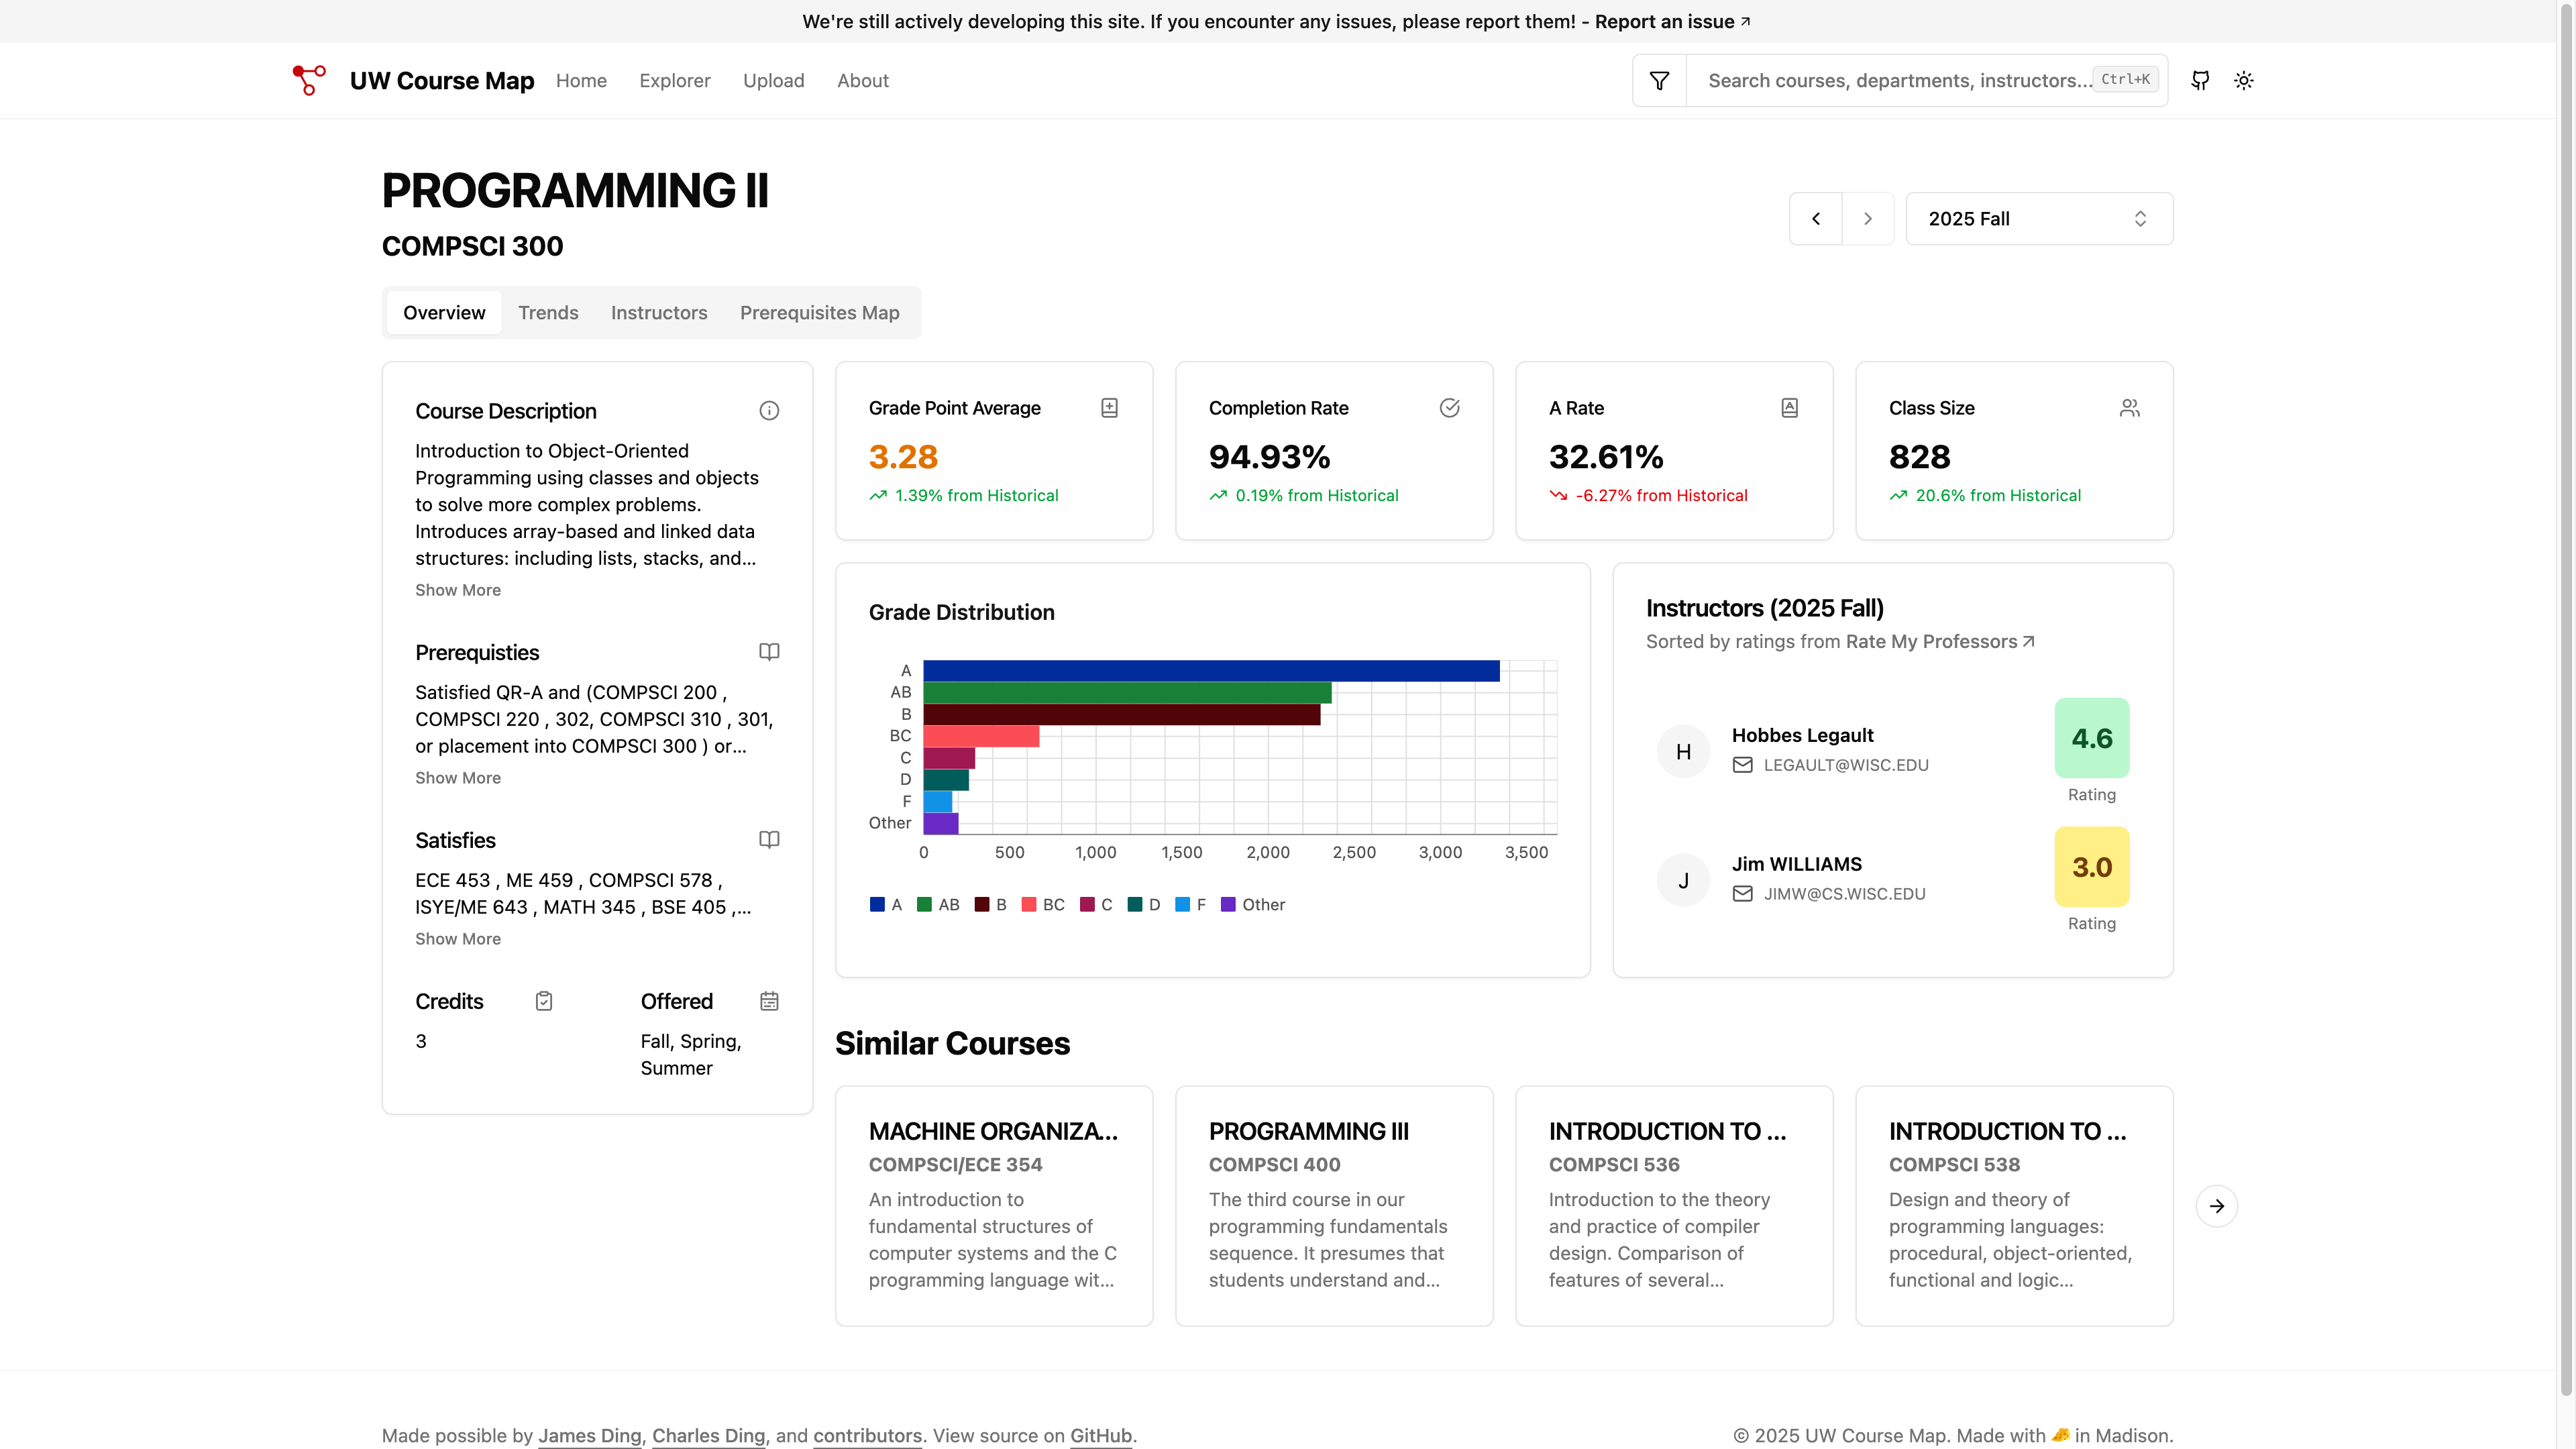 We're still actively developing this site. If you encounter any issues, please report them! - Report an issue
UW Course Map Home Explorer Upload About Search courses, departments, instructors... Ctrl+K
PROGRAMMING II
COMPSCI 300
2025 Fall
Overview Trends Instructors Prerequisites Map
Course Description
Introduction to Object-Oriented
Programming using classes and objects
to solve more complex problems.
Introduces array-based and linked data
structures: including lists, stacks, and...
Show More
Prerequisties
Satisfied QR-A and (COMPSCI 200 ,
COMPSCI 220 , 302, COMPSCI 310 , 301,
or placement into COMPSCI 300 ) or...
Show More
Satisfies
ECE 453 , ME 459 , COMPSCI 578 ,
ISYE/ME 643 , MATH 345 , BSE 405 ,...
Show More
Credits
3
Offered
Fall, Spring,
Summer
Grade Point Average
3.28
1.39% from Historical
Completion Rate
94.93%
0.19% from Historical
A Rate
32.61%
-6.27% from Historical
Class Size
828
20.6% from Historical
Grade Distribution
A
AB
B
BC
C
D
F
Other
0 500 1,000 1,500 2,000 2,500 3,000 3,500
A AB B BC C D F Other
Instructors (2025 Fall)
Sorted by ratings from Rate My Professors
H
Hobbes Legault
LEGAULT@WISC.EDU
4.6
Rating
J
Jim WILLIAMS
JIMW@CS.WISC.EDU
3.0
Rating
Similar Courses
MACHINE ORGANIZA...
COMPSCI/ECE 354
An introduction to
fundamental structures of
computer systems and the C
programming language wit...
PROGRAMMING III
COMPSCI 400
The third course in our
programming fundamentals
sequence. It presumes that
students understand and...
INTRODUCTION TO ...
COMPSCI 536
Introduction to the theory
and practice of compiler
design. Comparison of
features of several...
INTRODUCTION TO ...
COMPSCI 538
Design and theory of
programming languages:
procedural, object-oriented,
functional and logic...
Made possible by James Ding, Charles Ding, and contributors. View source on GitHub.
© 2025 UW Course Map. Made with 🧀 in Madison.